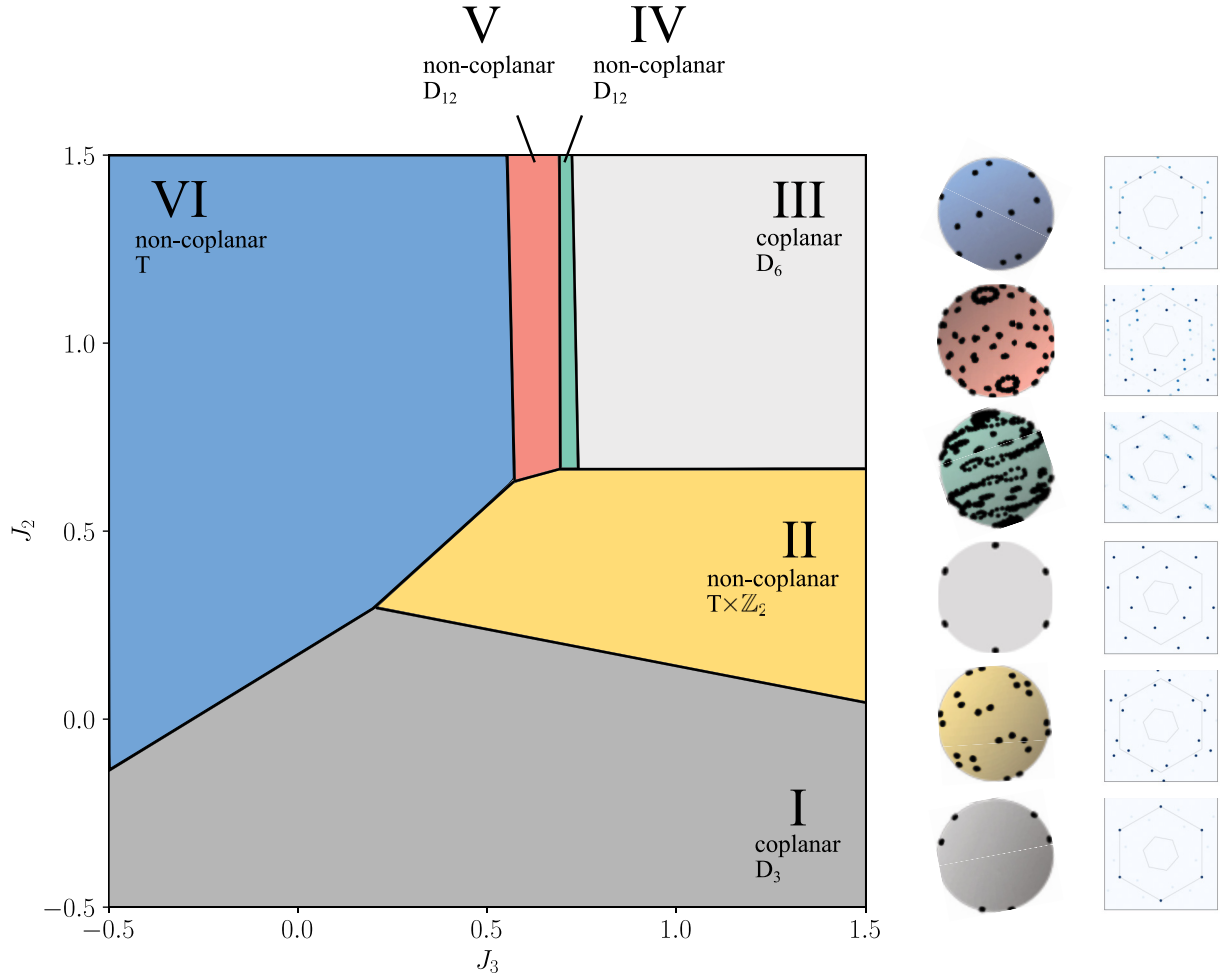 V
non-coplanar
D₁₂
IV
non-coplanar
D₁₂
1.5
VI
non-coplanar
T
III
coplanar
D₆
1.0
J₂
0.5
II
non-coplanar
T×ℤ₂
0.0
I
coplanar
D₃
−0.5
−0.5
0.0
0.5
1.0
1.5
J₃